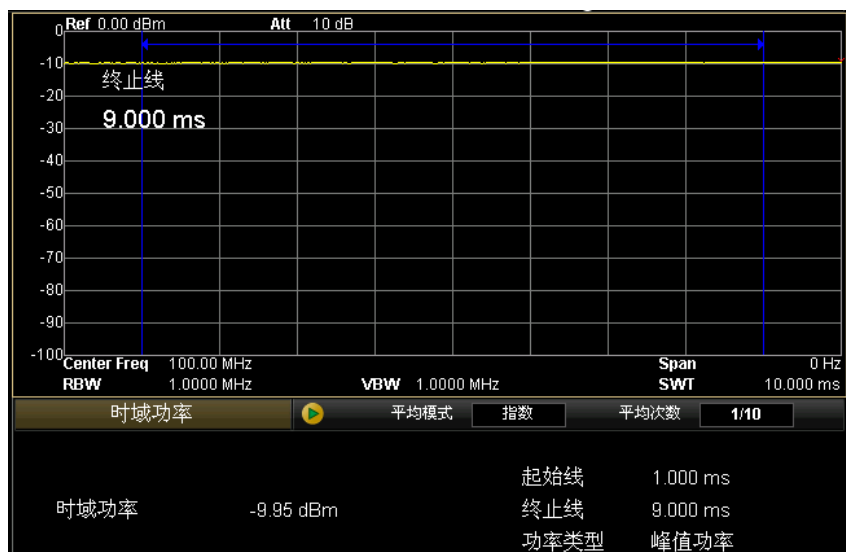 Ref 0.00 dBm Att 10 dB
0
-10
终止线
-20
9.000 ms
-30
-40
-50
-60
-70
-80
-90
-100
Center Freq 100.00 MHz Span 0 Hz
RBW 1.0000 MHz VBW 1.0000 MHz SWT 10.000 ms
时域功率 平均模式 指数 平均次数 1/10
起始线 1.000 ms
时域功率 -9.95 dBm 终止线 9.000 ms
功率类型 峰值功率